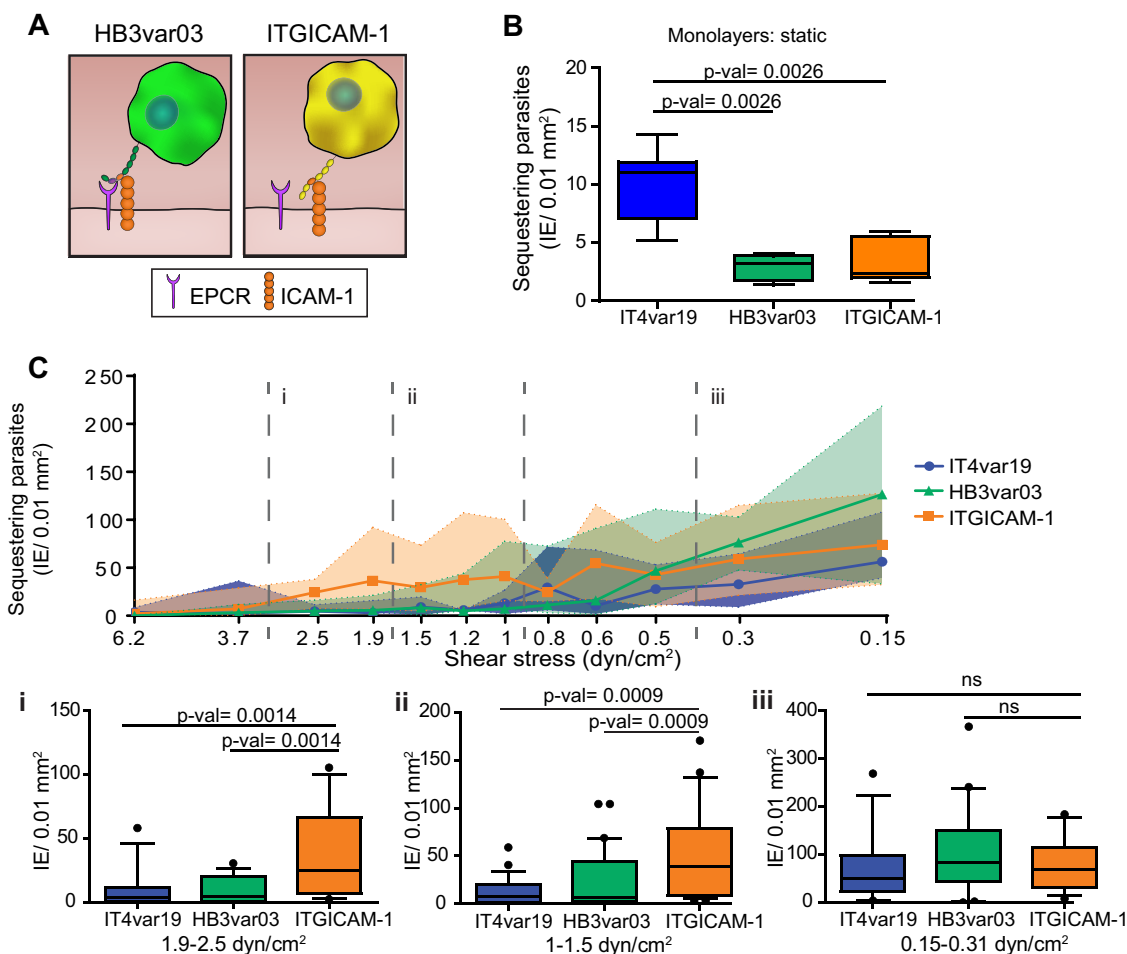 A
HB3var03 ITGICAM-1
EPCR ICAM-1
B
Monolayers: static
p-val= 0.0026
p-val= 0.0026
Sequestering parasites
(IE/ 0.01 mm²)
20
15
10
5
0
IT4var19 HB3var03 ITGICAM-1
C
Sequestering parasites
(IE/ 0.01 mm²)
250
200
150
100
50
0
i ii iii
6.2 3.7 2.5 1.9 1.5 1.2 1 0.8 0.6 0.5 0.3 0.15
Shear stress (dyn/cm²)
IT4var19
HB3var03
ITGICAM-1
i
IE/ 0.01 mm²
150
100
50
0
p-val= 0.0014
p-val= 0.0014
IT4var19 HB3var03 ITGICAM-1
1.9-2.5 dyn/cm²
ii
IE/ 0.01 mm²
200
150
100
50
0
p-val= 0.0009
p-val= 0.0009
IT4var19 HB3var03 ITGICAM-1
1-1.5 dyn/cm²
iii
IE/ 0.01 mm²
400
300
200
100
0
ns
ns
IT4var19 HB3var03 ITGICAM-1
0.15-0.31 dyn/cm²